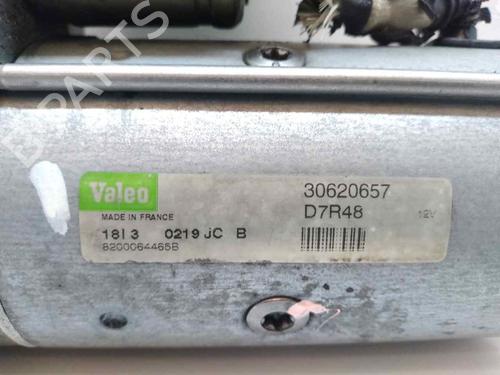 Valeo
MADE IN FRANCE
18I 3 0219 JC B
8200064465B
30620657
D7R48
12V
B-PARTS